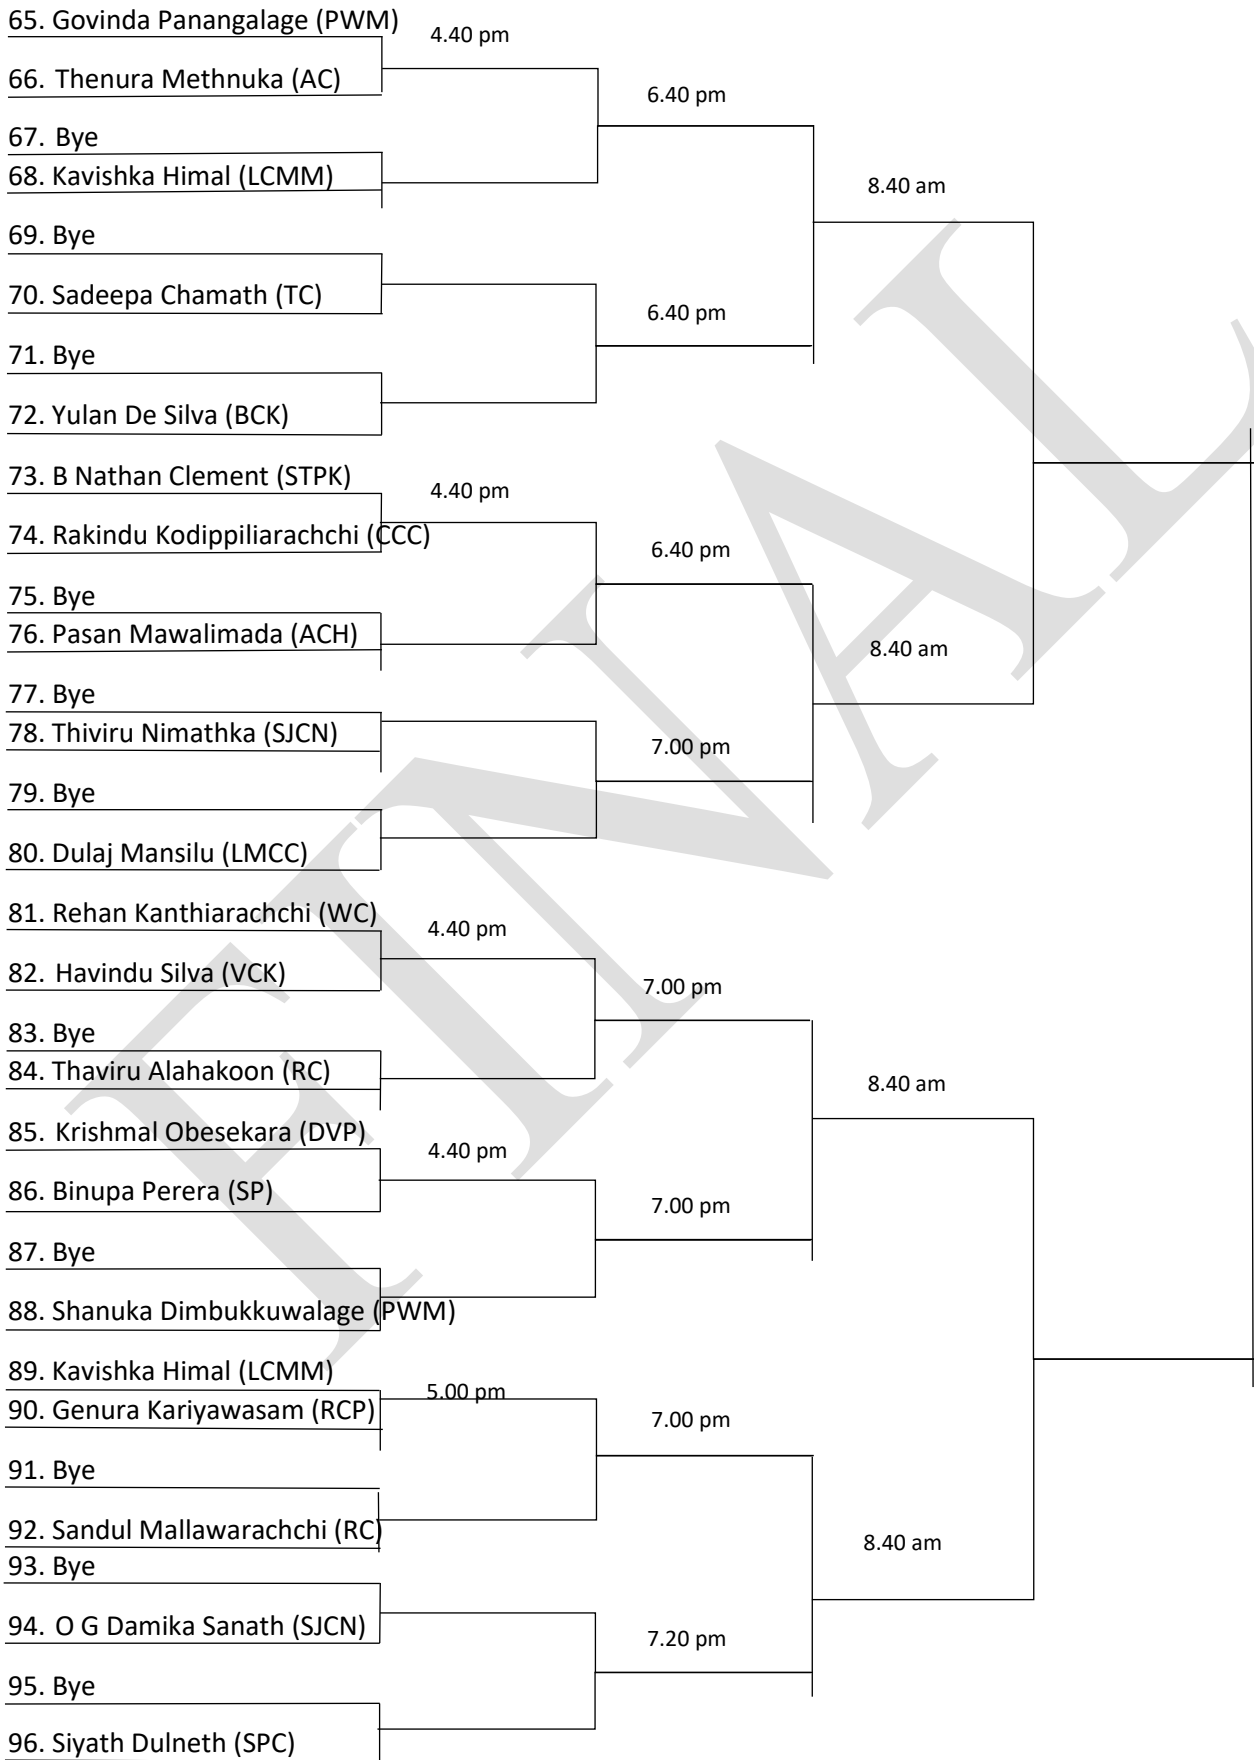 65. Govinda Panangalage (PWM)
4.40 pm
66. Thenura Methnuka (AC)
6.40 pm
67. Bye
68. Kavishka Himal (LCMM)
8.40 am
69. Bye
70. Sadeepa Chamath (TC)
6.40 pm
71. Bye
72. Yulan De Silva (BCK)
73. B Nathan Clement (STPK)
4.40 pm
74. Rakindu Kodippiliarachchi (CCC)
6.40 pm
75. Bye
76. Pasan Mawalimada (ACH)
8.40 am
77. Bye
78. Thiviru Nimathka (SJCN)
7.00 pm
79. Bye
80. Dulaj Mansilu (LMCC)
81. Rehan Kanthiarachchi (WC)
4.40 pm
82. Havindu Silva (VCK)
7.00 pm
83. Bye
84. Thaviru Alahakoon (RC)
8.40 am
85. Krishmal Obesekara (DVP)
4.40 pm
86. Binupa Perera (SP)
7.00 pm
87. Bye
88. Shanuka Dimbukkuwalage (PWM)
89. Kavishka Himal (LCMM)
5.00 pm
90. Genura Kariyawasam (RCP)
7.00 pm
91. Bye
92. Sandul Mallawarachchi (RC)
8.40 am
93. Bye
94. O G Damika Sanath (SJCN)
7.20 pm
95. Bye
96. Siyath Dulneth (SPC)
FINAL